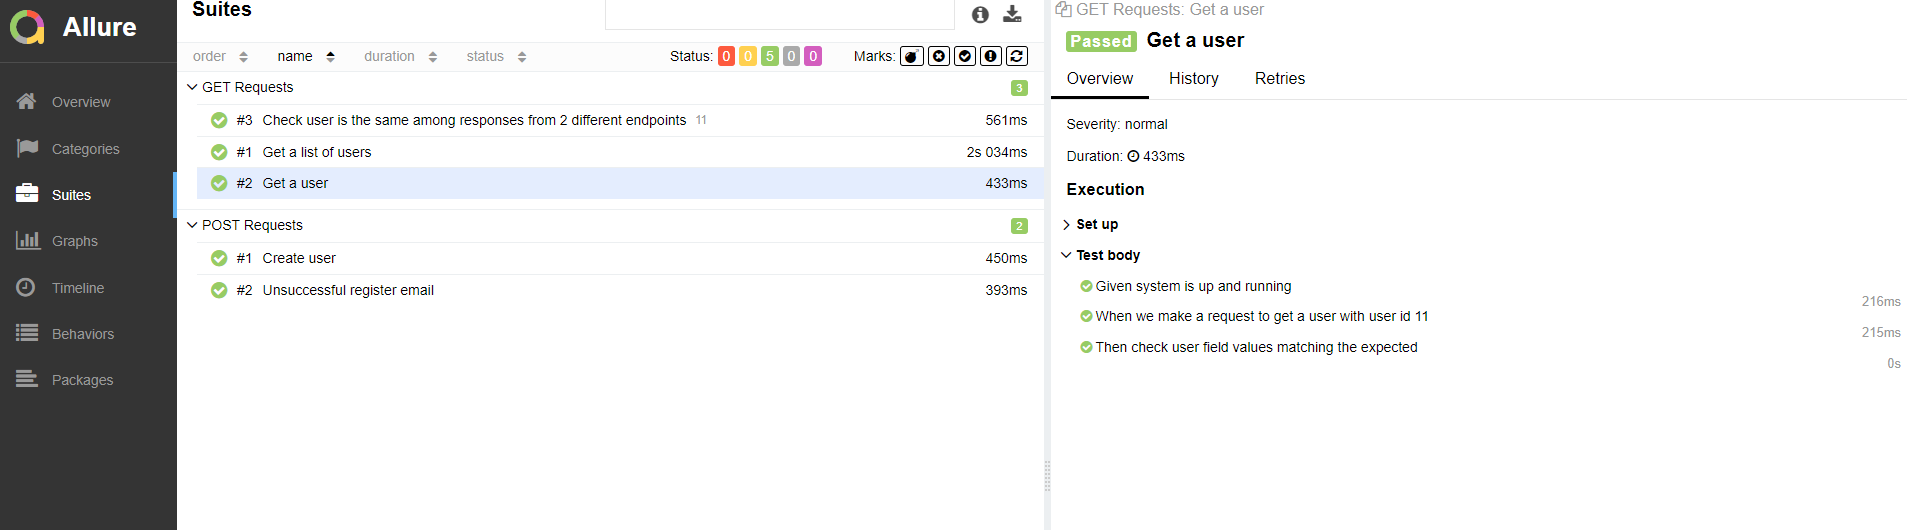 Allure
Overview
Categories
Suites
Graphs
Timeline
Behaviors
Packages
Suites
order name duration status Status: 0 0 5 0 0 Marks:
GET Requests 3
#3 Check user is the same among responses from 2 different endpoints 11 561ms
#1 Get a list of users 2s 034ms
#2 Get a user 433ms
POST Requests 2
#1 Create user 450ms
#2 Unsuccessful register email 393ms
GET Requests: Get a user
Passed Get a user
Overview History Retries
Severity: normal
Duration: 433ms
Execution
Set up
Test body
Given system is up and running
216ms
When we make a request to get a user with user id 11
215ms
Then check user field values matching the expected
0s